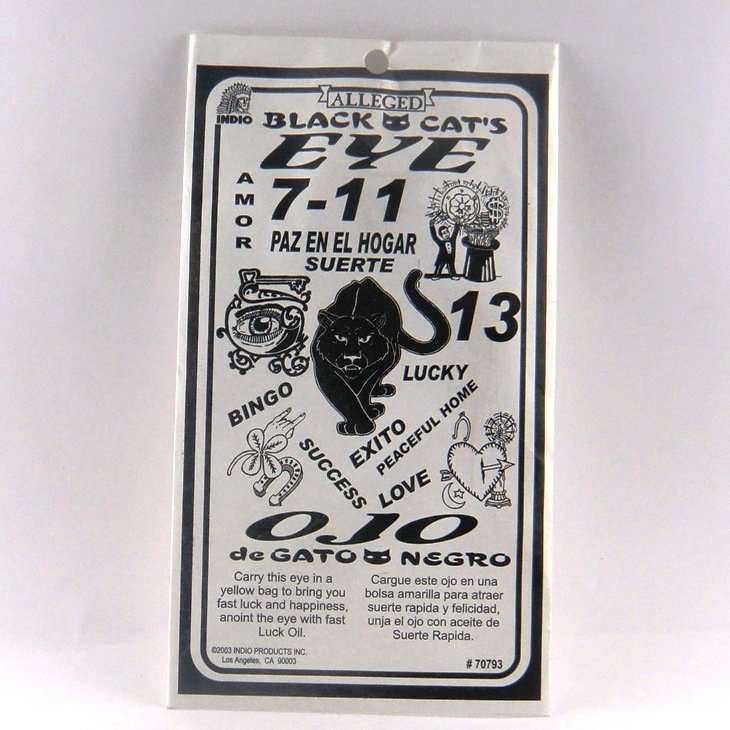 ALLEGED
INDIO
BLACK CAT'S
EYE
AMOR
7-11
PAZ EN EL HOGAR
SUERTE
$
13
LUCKY
BINGO
EXITO
PEACEFUL HOME
SUCCESS
LOVE
OJO
de GATO NEGRO
Carry this eye in a
yellow bag to bring you
fast luck and happiness,
anoint the eye with fast
Luck Oil.
Cargue este ojo en una
bolsa amarilla para atraer
suerte rapida y felicidad,
unja el ojo con aceite de
Suerte Rapida.
©2003 INDIO PRODUCTS INC.
Los Angeles, CA 90003
# 70793